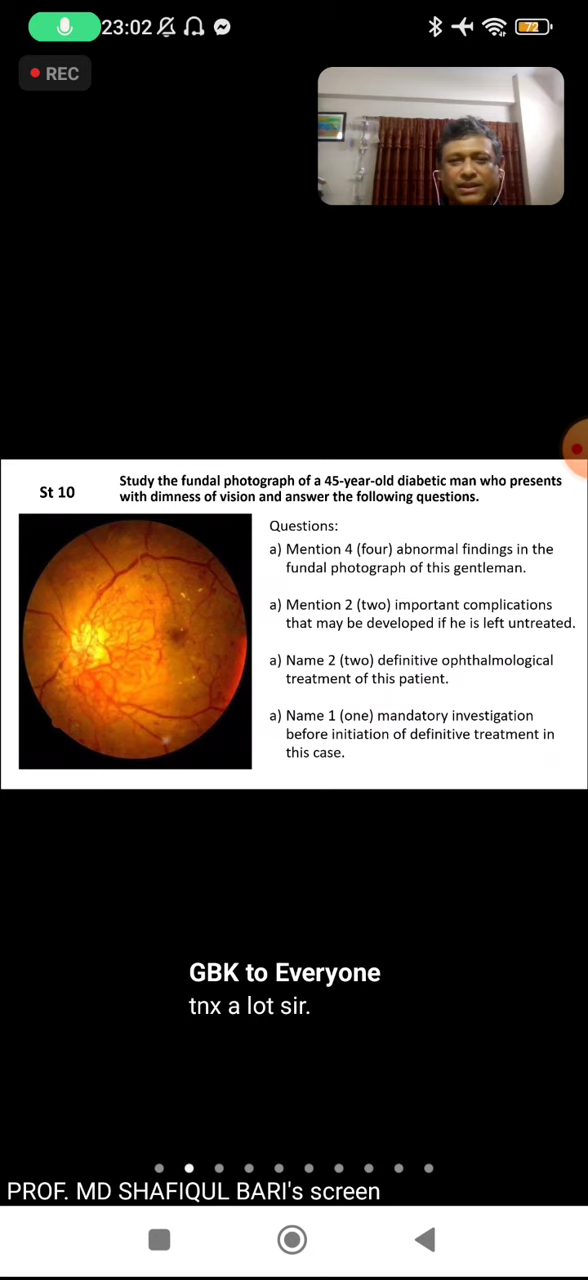 23:02
72
REC
St 10
Study the fundal photograph of a 45-year-old diabetic man who presents
with dimness of vision and answer the following questions.
Questions:
a) Mention 4 (four) abnormal findings in the
fundal photograph of this gentleman.
a) Mention 2 (two) important complications
that may be developed if he is left untreated.
a) Name 2 (two) definitive ophthalmological
treatment of this patient.
a) Name 1 (one) mandatory investigation
before initiation of definitive treatment in
this case.
GBK to Everyone
tnx a lot sir.
PROF. MD SHAFIQUL BARI's screen